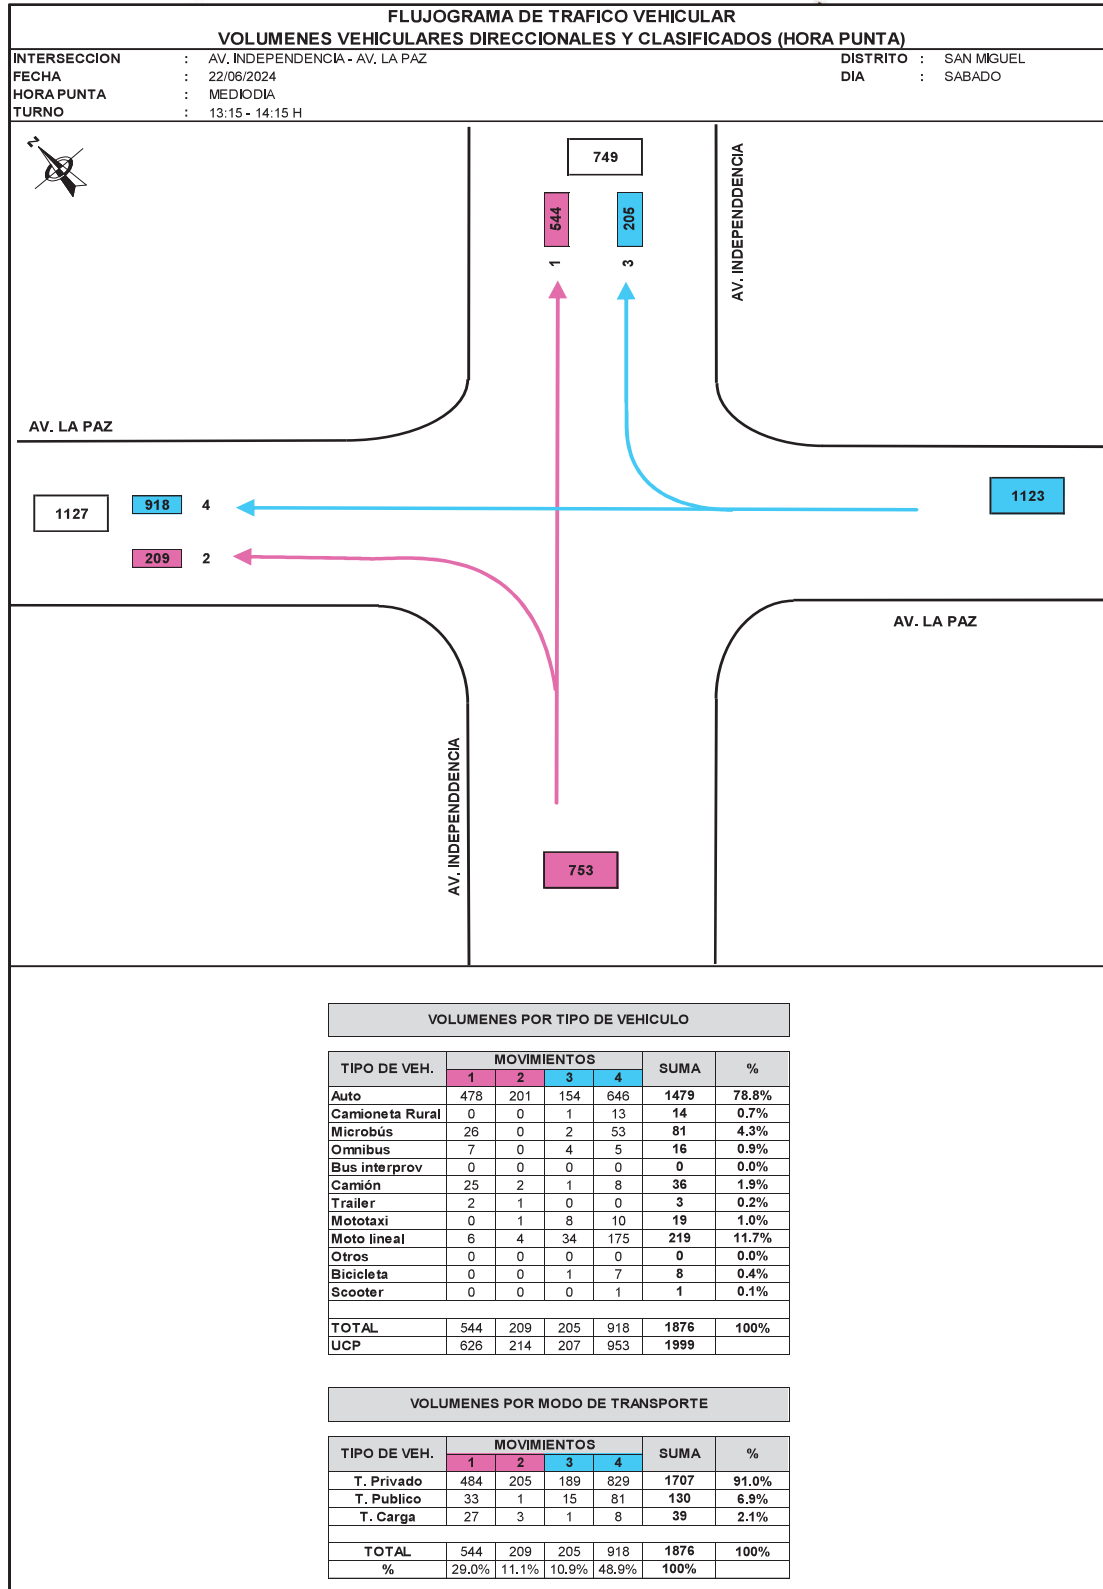 FLUJOGRAMA DE TRAFICO VEHICULAR
VOLUMENES VEHICULARES DIRECCIONALES Y CLASIFICADOS (HORA PUNTA)
INTERSECCION : AV. INDEPENDENCIA - AV. LA PAZ DISTRITO : SAN MIGUEL
FECHA : 22/06/2024 DIA : SABADO
HORA PUNTA : MEDIODIA
TURNO : 13:15 - 14:15 H
N
749
544 205
1 3
AV. INDEPENDDENCIA
AV. LA PAZ
1127 918 4 1123
209 2
AV. LA PAZ
AV. INDEPENDDENCIA
753
VOLUMENES POR TIPO DE VEHICULO
TIPO DE VEH. MOVIMIENTOS SUMA %
1 2 3 4
Auto 478 201 154 646 1479 78.8%
Camioneta Rural 0 0 1 13 14 0.7%
Microbús 26 0 2 53 81 4.3%
Omnibus 7 0 4 5 16 0.9%
Bus interprov 0 0 0 0 0 0.0%
Camión 25 2 1 8 36 1.9%
Trailer 2 1 0 0 3 0.2%
Mototaxi 0 1 8 10 19 1.0%
Moto lineal 6 4 34 175 219 11.7%
Otros 0 0 0 0 0 0.0%
Bicicleta 0 0 1 7 8 0.4%
Scooter 0 0 0 1 1 0.1%
TOTAL 544 209 205 918 1876 100%
UCP 626 214 207 953 1999
VOLUMENES POR MODO DE TRANSPORTE
TIPO DE VEH. MOVIMIENTOS SUMA %
1 2 3 4
T. Privado 484 205 189 829 1707 91.0%
T. Publico 33 1 15 81 130 6.9%
T. Carga 27 3 1 8 39 2.1%
TOTAL 544 209 205 918 1876 100%
% 29.0% 11.1% 10.9% 48.9% 100%